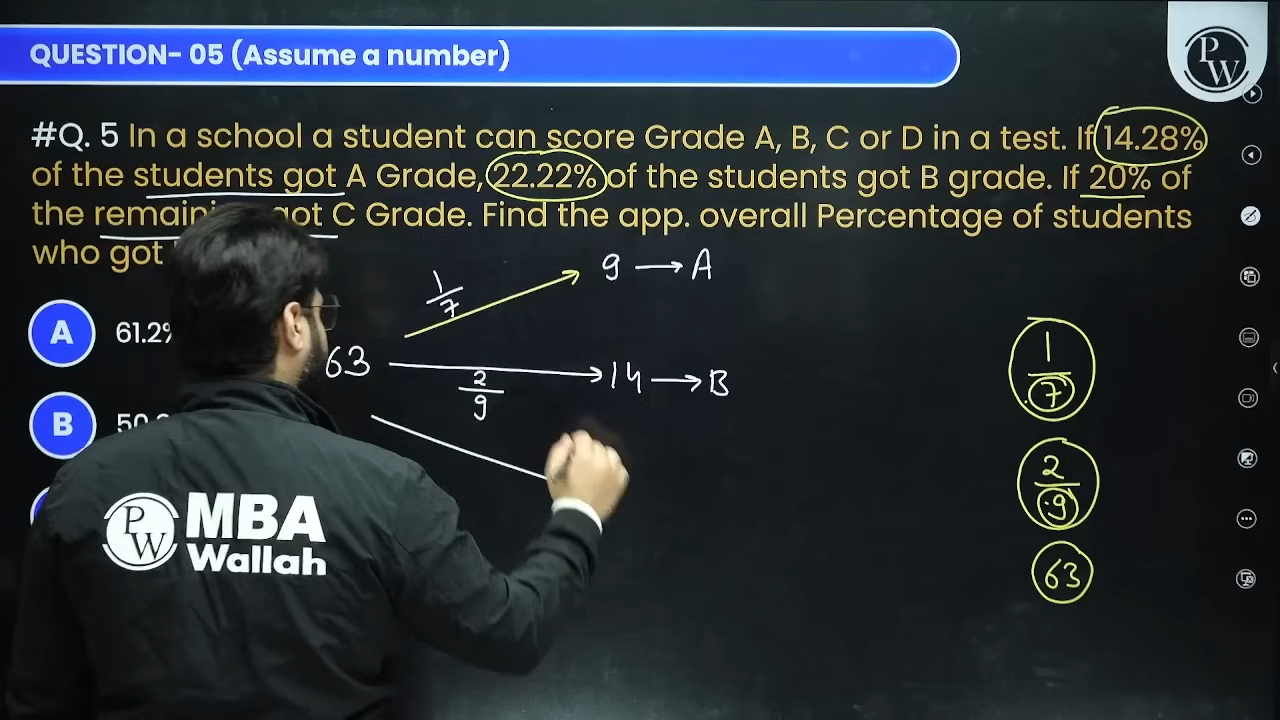 QUESTION- 05 (Assume a number)
PW
#Q. 5 In a school a student can score Grade A, B, C or D in a test. If 14.28%
of the students got A Grade, 22.22% of the students got B grade. If 20% of
the got C Grade. Find the app. overall Percentage of students
who got
A 61.2%
B
63
1/7
9 → A
2/9
14 → B
1/7
2/9
63
PW MBA
Wallah